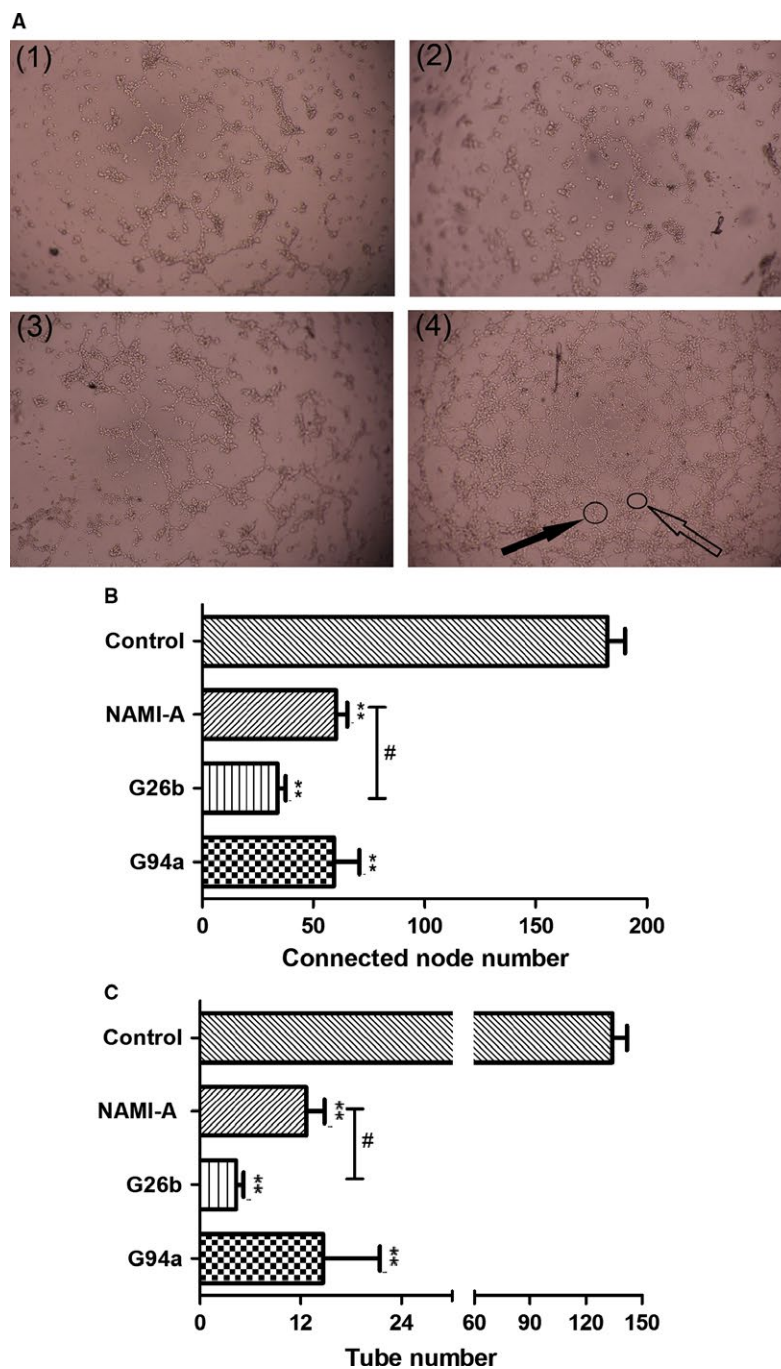 A
(1)
(2)
(3)
(4)
B
Control
NAMI-A
**
#
G26b
**
G94a
**
0 50 100 150 200
Connected node number
C
Control
NAMI-A
**
#
G26b
**
G94a
**
0 12 24 60 90 120 150
Tube number